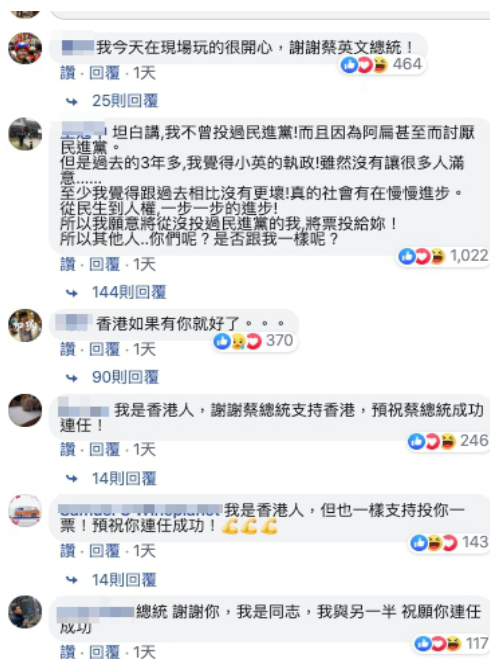 我今天在現場玩的很開心，謝謝蔡英文總統！
464
讚 · 回覆 · 1天
25則回覆
坦白講,我不曾投過民進黨!而且因為阿扁甚至而討厭
民進黨。
但是過去的3年多,我覺得小英的執政!雖然沒有讓很多人滿
意......
至少我覺得跟過去相比沒有更壞!真的社會有在慢慢進步。
從民生到人權,一步一步的進步!
所以我願意將從沒投過民進黨的我,將票投給妳！
所以其他人..你們呢？是否跟我一樣呢？
1,022
讚 · 回覆 · 1天
144則回覆
香港如果有你就好了。。。
370
讚 · 回覆 · 1天
90則回覆
我是香港人，謝謝蔡總統支持香港，預祝蔡總統成功
連任！
246
讚 · 回覆 · 1天
14則回覆
我是香港人，但也一樣支持投你一
票！預祝你連任成功！💪💪💪
143
讚 · 回覆 · 1天
14則回覆
總統 謝謝你，我是同志，我與另一半 祝願你連任
成功
117
讚 · 回覆 · 1天